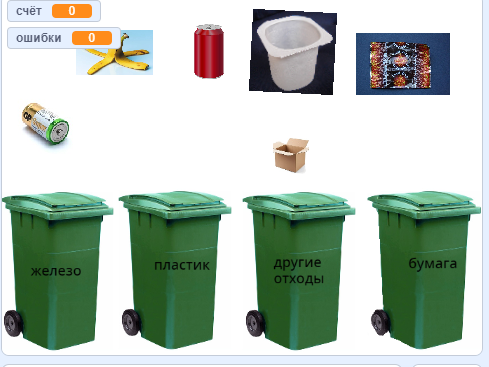 счёт 0
ошибки 0
железо
пластик
другие
отходы
бумага